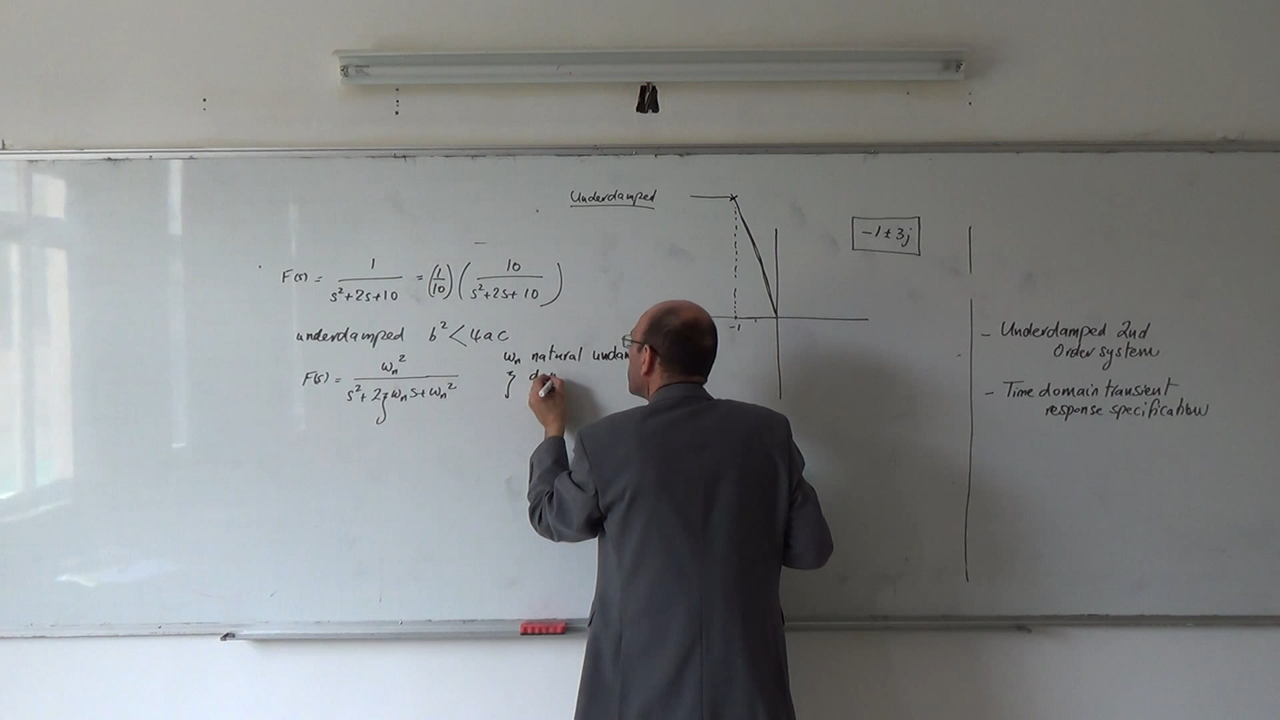 Underdamped
-1 ± 3j
F(s) = 1/(s²+2s+10) = (1/10) (10/(s²+2s+10))
-1
underdamped b² < 4ac
F(s) = ωn²/(s²+2ζωns+ωn²)
ωn natural undam
ζ da
- Underdamped 2nd
Order system
- Time domain transient
response specification